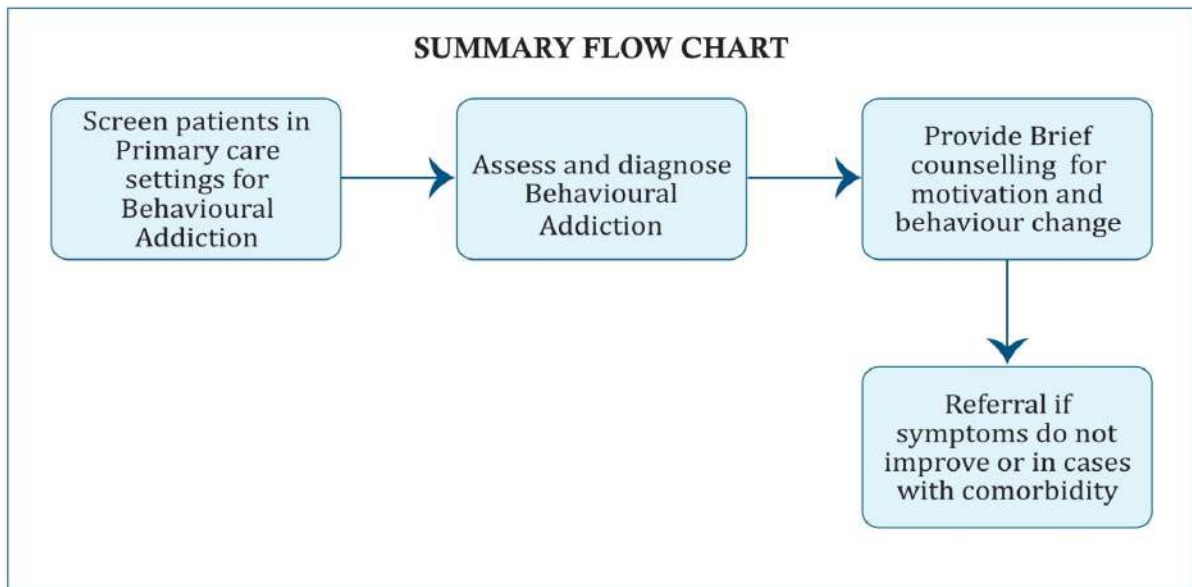 SUMMARY FLOW CHART
Screen patients in
Primary care
settings for
Behavioural
Addiction
Assess and diagnose
Behavioural
Addiction
Provide Brief
counselling for
motivation and
behaviour change
Referral if
symptoms do not
improve or in cases
with comorbidity